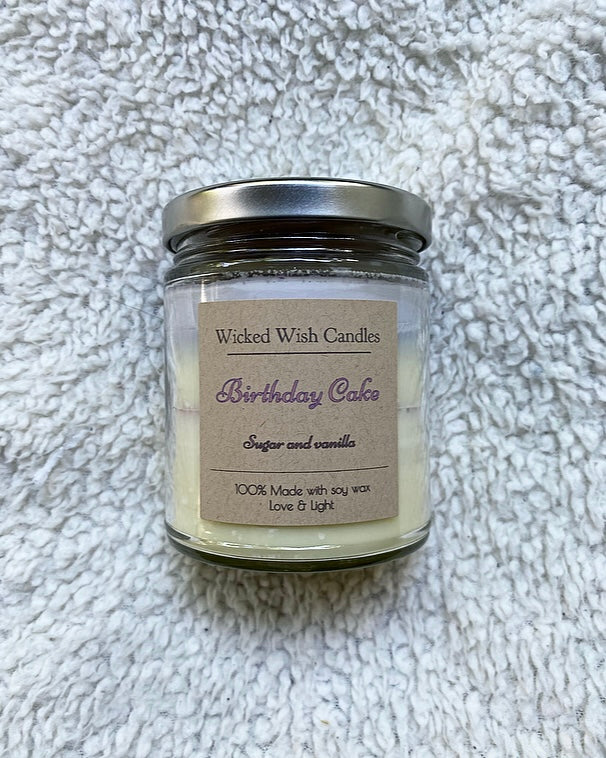 Wicked Wish Candles
Birthday Cake
Sugar and vanilla
100% Made with soy wax
Love & Light